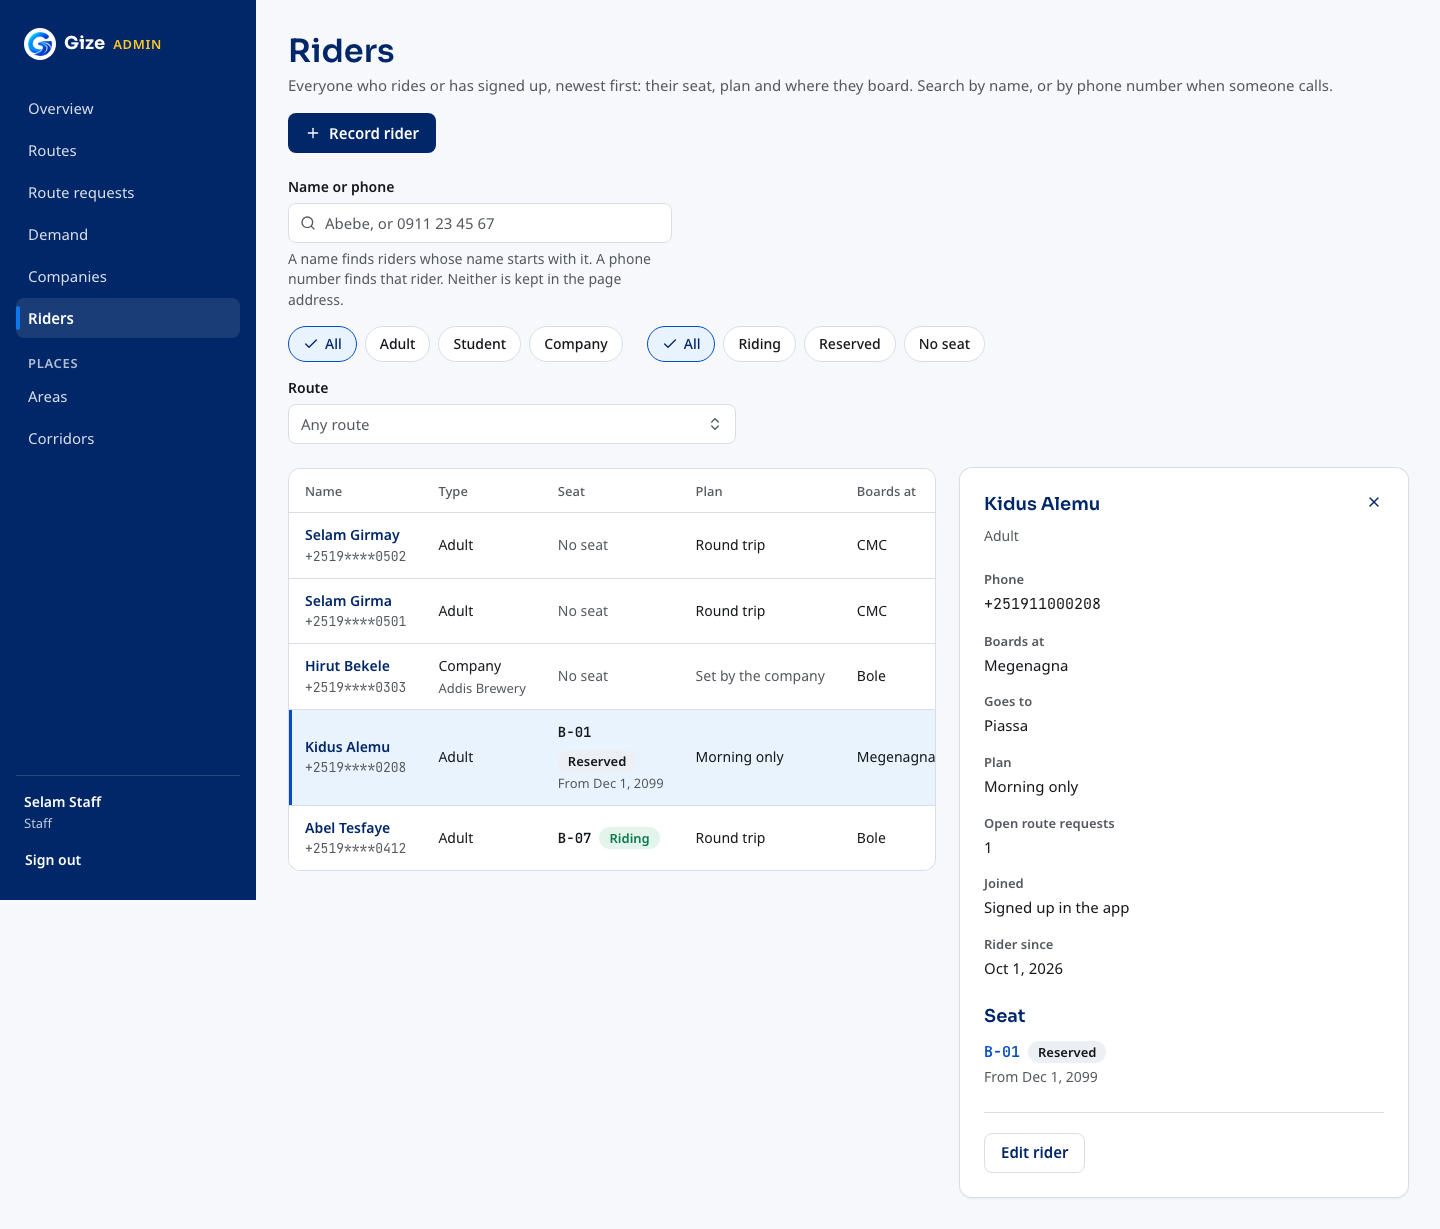 Gize ADMIN
Overview
Routes
Route requests
Demand
Companies
Riders
PLACES
Areas
Corridors
Selam Staff
Staff
Sign out
Riders
Everyone who rides or has signed up, newest first: their seat, plan and where they board. Search by name, or by phone number when someone calls.
+ Record rider
Name or phone
Abebe, or 0911 23 45 67
A name finds riders whose name starts with it. A phone
number finds that rider. Neither is kept in the page
address.
All Adult Student Company All Riding Reserved No seat
Route
Any route
Name Type Seat Plan Boards at
Selam Girmay
+2519****0502
Adult No seat Round trip CMC
Selam Girma
+2519****0501
Adult No seat Round trip CMC
Hirut Bekele
+2519****0303
Company
Addis Brewery
No seat Set by the company Bole
Kidus Alemu
+2519****0208
Adult
B-01
Reserved
From Dec 1, 2099
Morning only Megenagna
Abel Tesfaye
+2519****0412
Adult B-07 Riding Round trip Bole
Kidus Alemu
Adult
Phone
+251911000208
Boards at
Megenagna
Goes to
Piassa
Plan
Morning only
Open route requests
1
Joined
Signed up in the app
Rider since
Oct 1, 2026
Seat
B-01 Reserved
From Dec 1, 2099
Edit rider